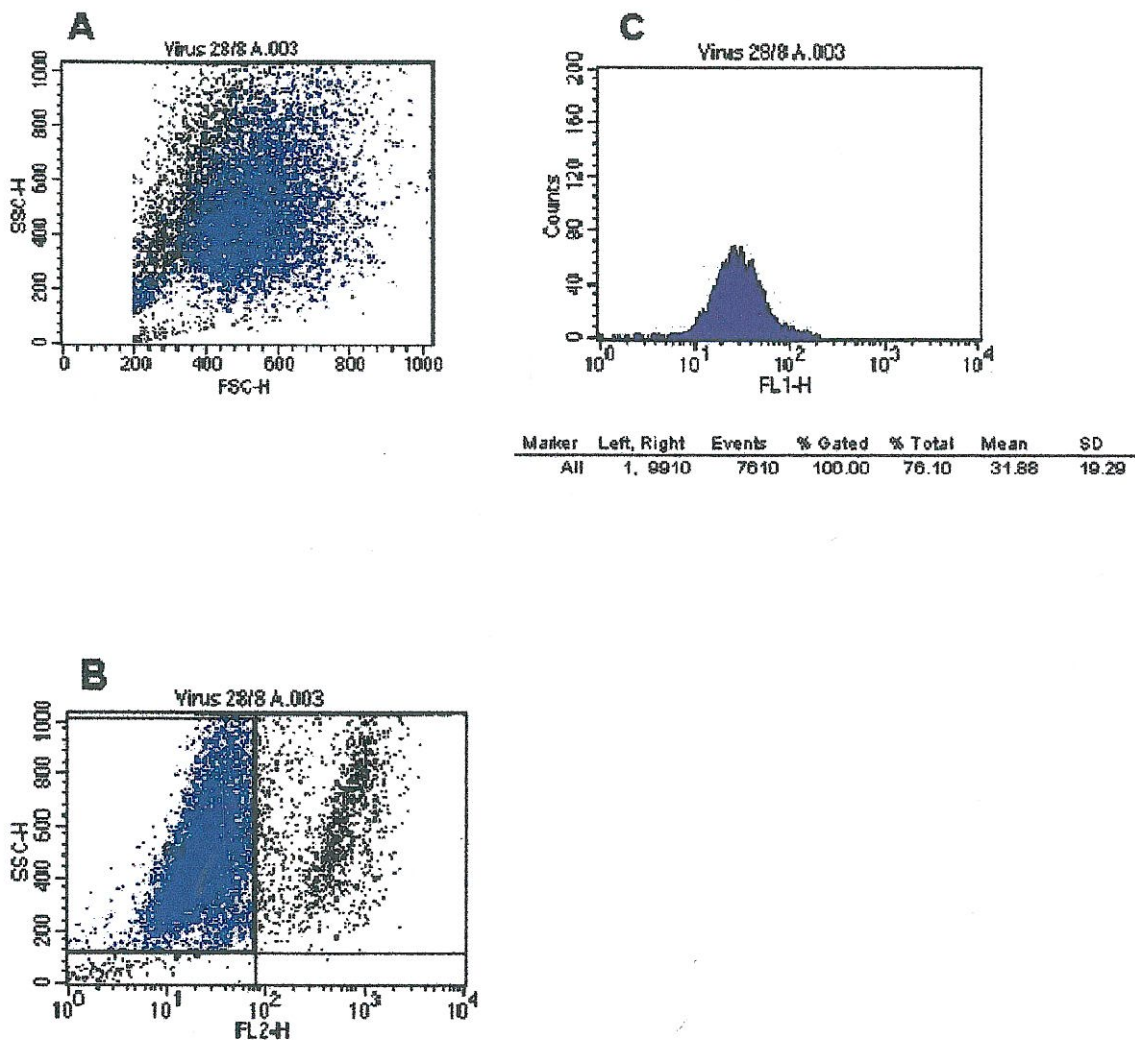 A
Virus 28/8 A.003
1000
800
600
400
200
0
SSC-H
0 200 400 600 800 1000
FSC-H
C
Virus 28/8 A.003
200
160
120
80
40
0
Counts
10^0 10^1 10^2 10^3 10^4
FL1-H
Marker Left, Right Events % Gated % Total Mean SD
All 1, 9910 7610 100.00 76.10 31.88 19.29
B
Virus 28/8 A.003
1000
800
600
400
200
0
SSC-H
10^0 10^1 10^2 10^3 10^4
FL2-H